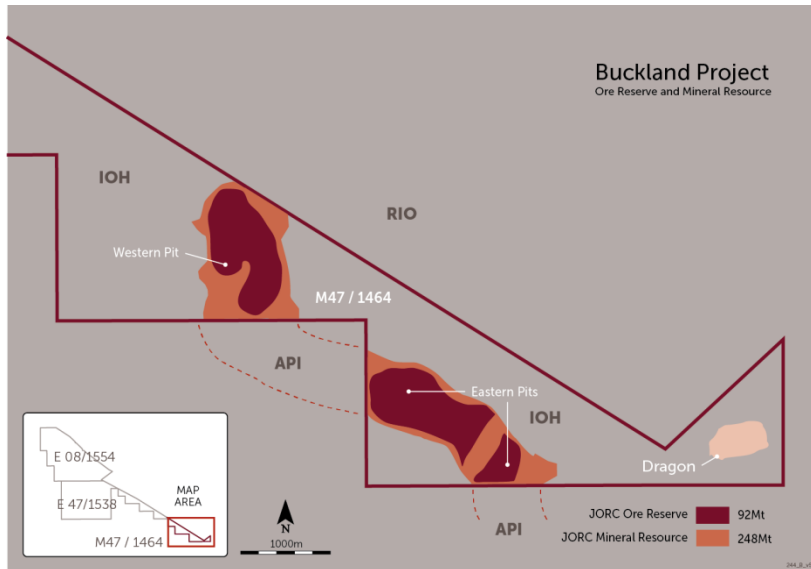 Buckland Project
Ore Reserve and Mineral Resource
IOH
RIO
Western Pit
M47 / 1464
API
Eastern Pits
IOH
Dragon
E 08/1554
E 47/1538
MAP
AREA
M47 / 1464
N
1000m
API
JORC Ore Reserve 92Mt
JORC Mineral Resource 248Mt